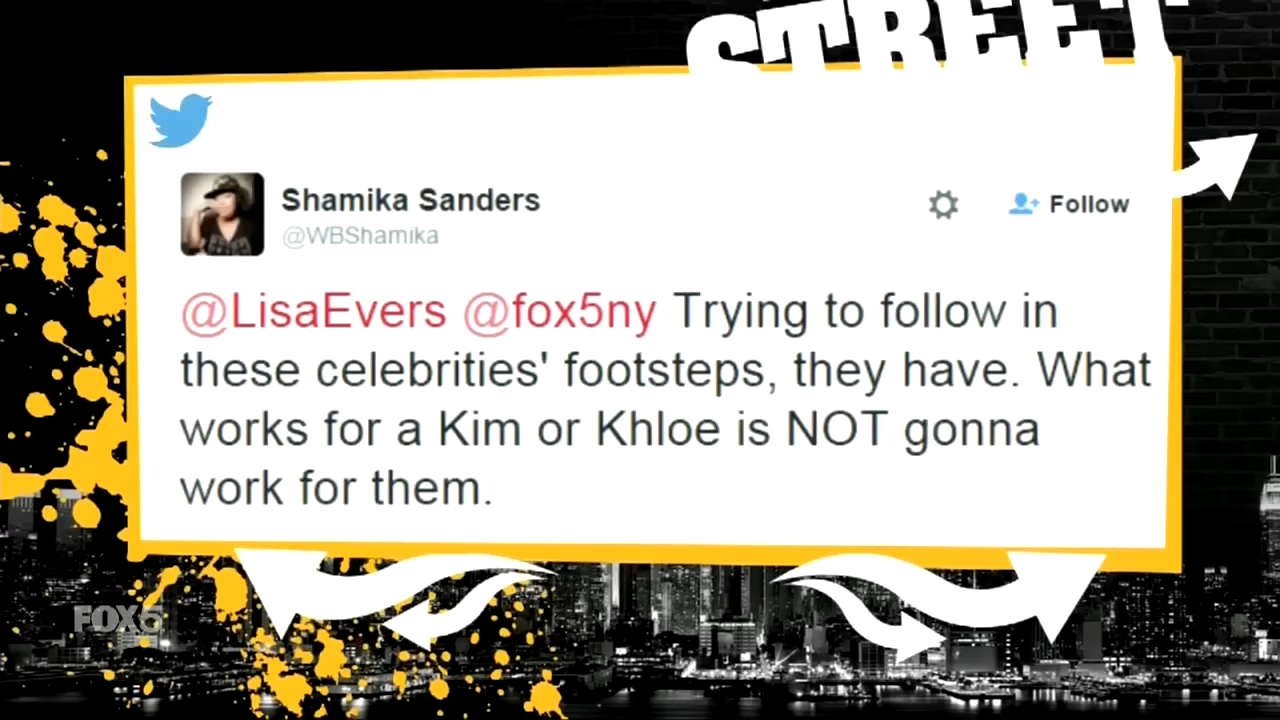 STREET
Shamika Sanders
@WBShamika
Follow
@LisaEvers @fox5ny Trying to follow in
these celebrities' footsteps, they have. What
works for a Kim or Khloe is NOT gonna
work for them.
FOX5